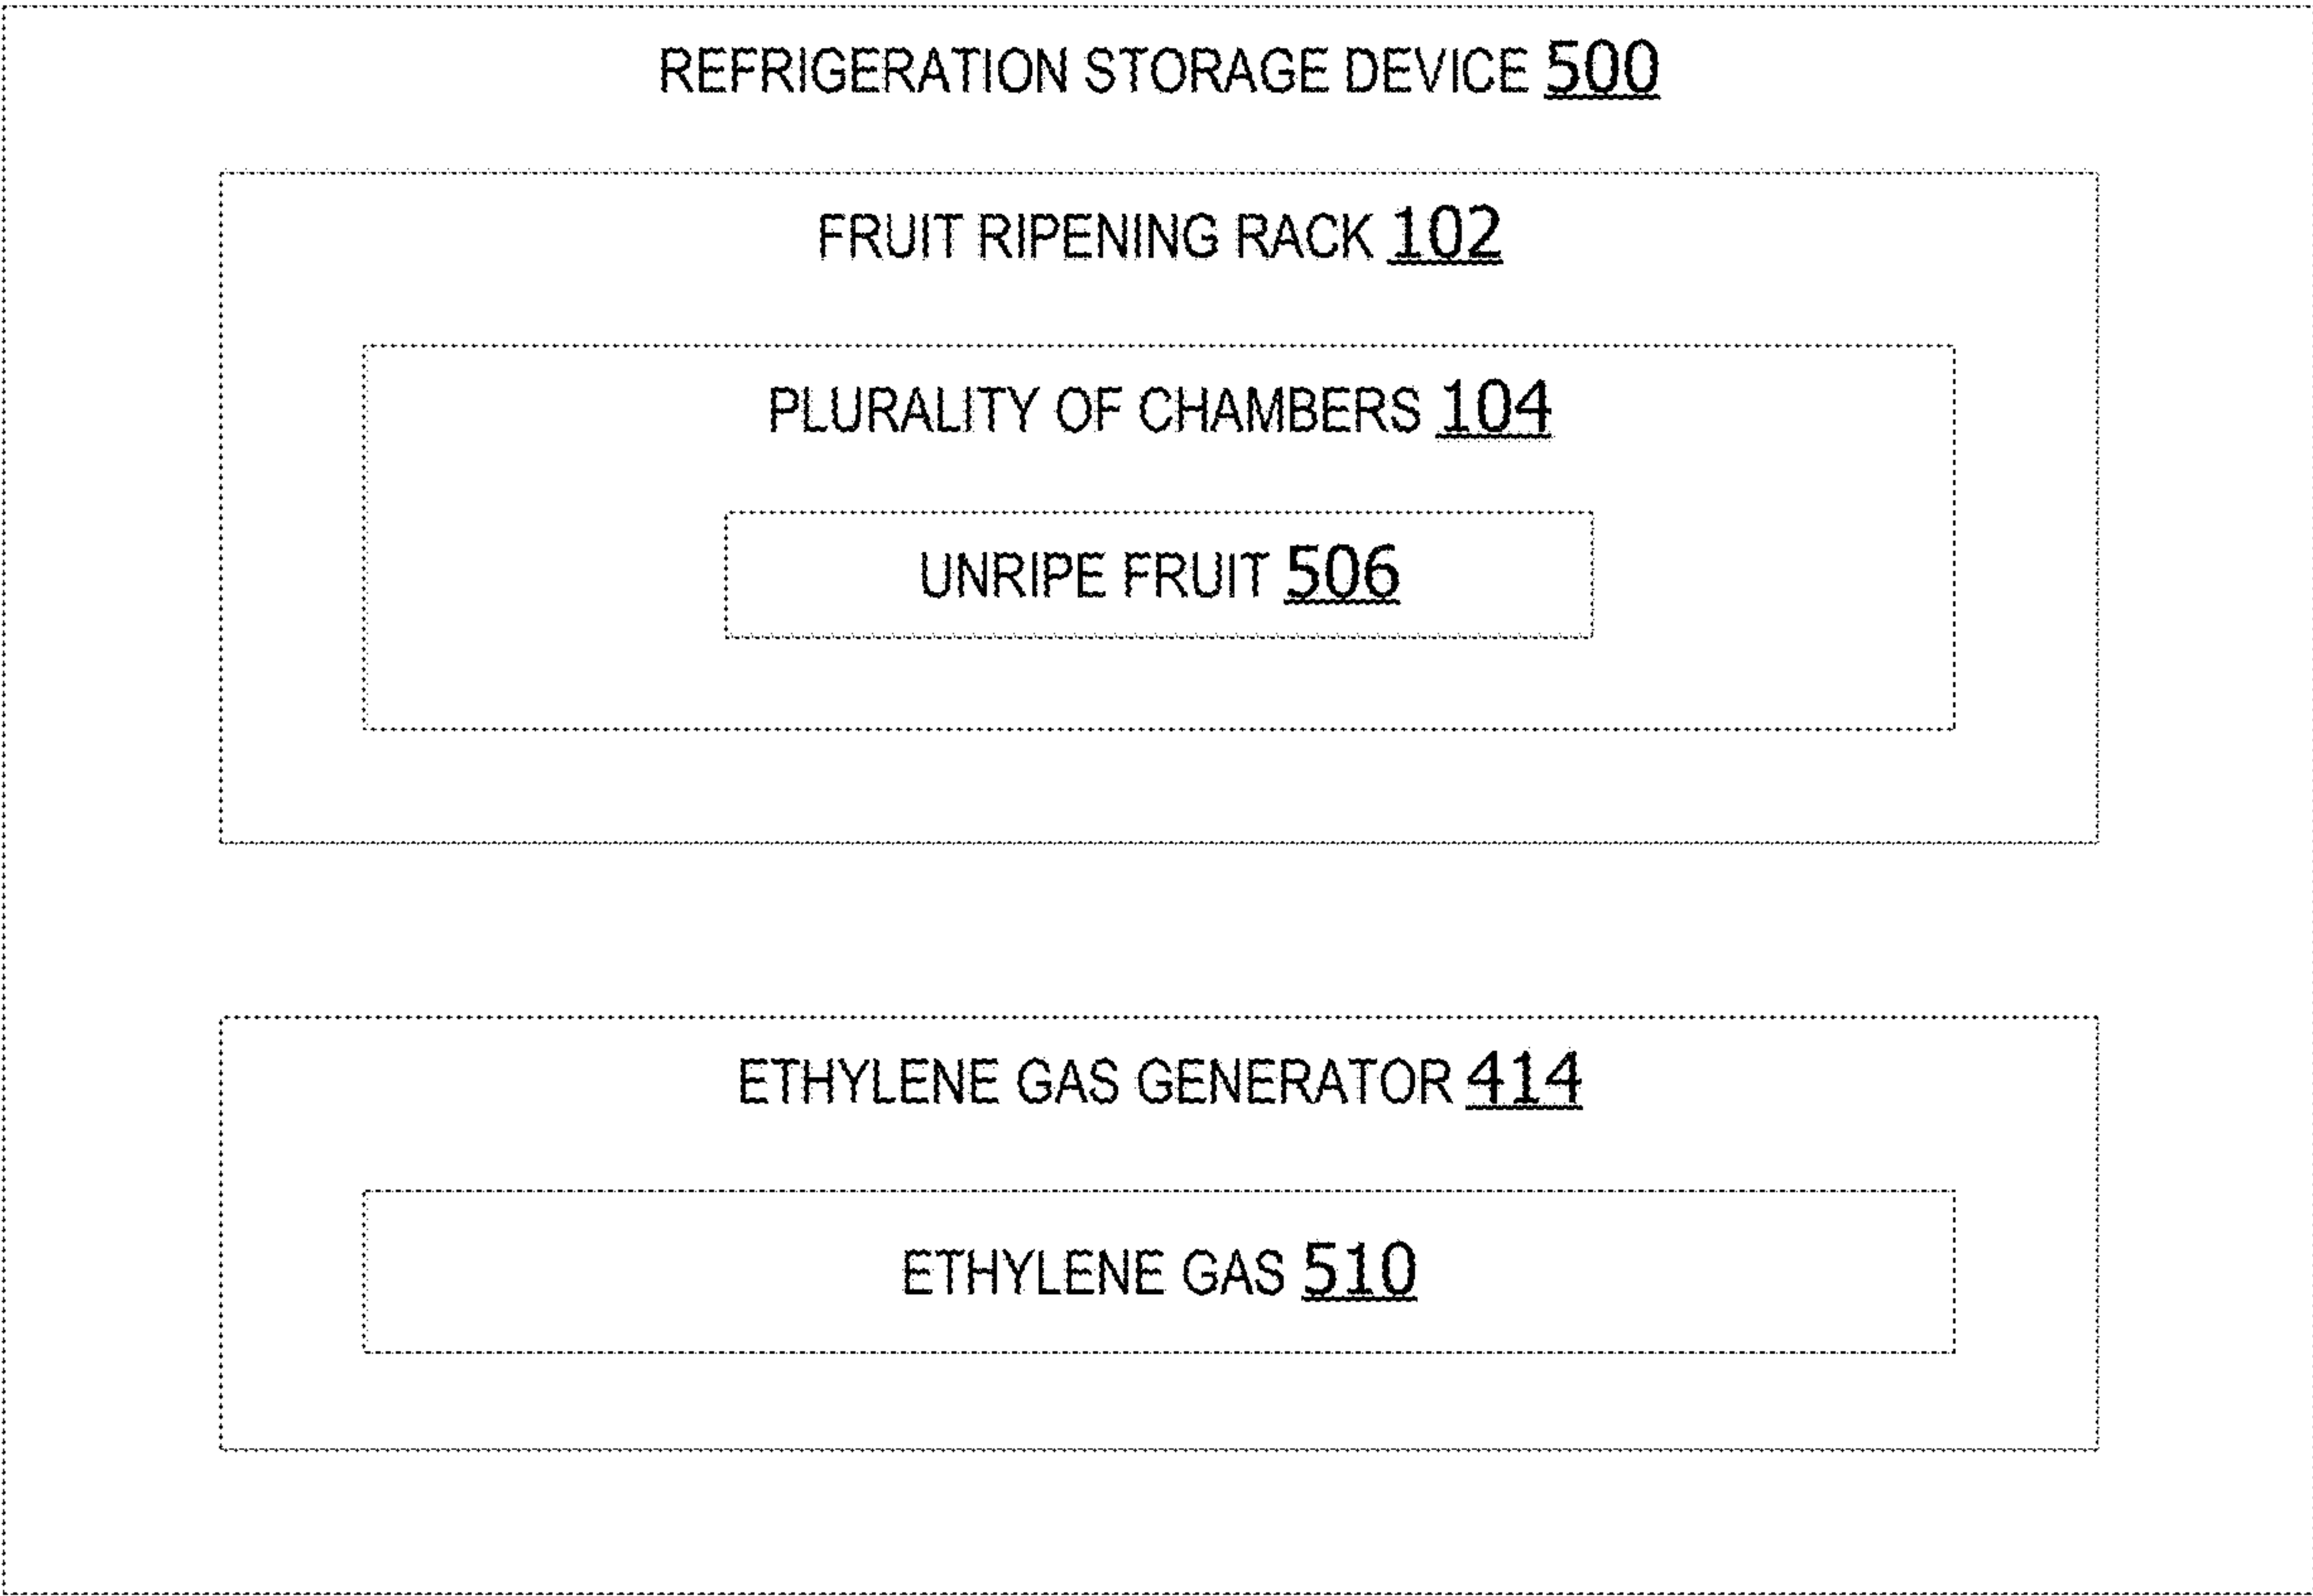 REFRIGERATION STORAGE DEVICE 500
FRUIT RIPENING RACK 102
PLURALITY OF CHAMBERS 104
UNRIPE FRUIT 506
ETHYLENE GAS GENERATOR 414
ETHYLENE GAS 510